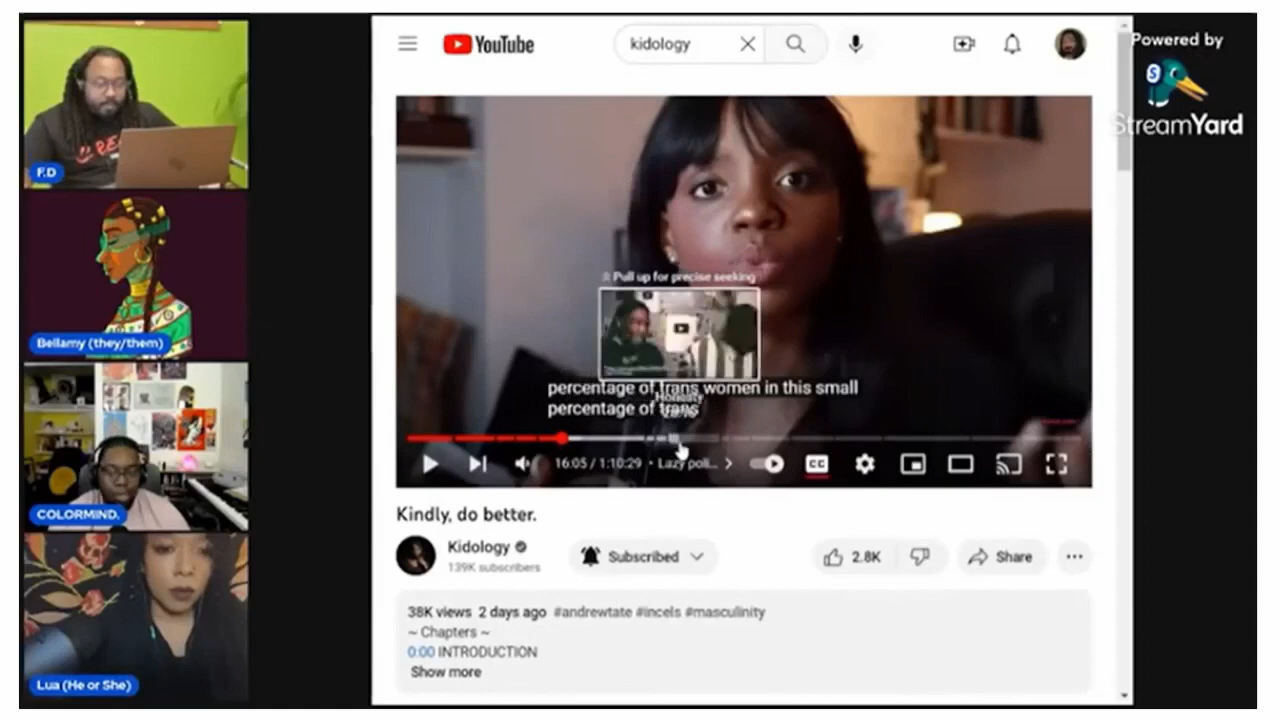 F.D
Bellamy (they/them)
COLORMIND.
Lua (He or She)
YouTube
kidology
Pull up for precise seeking
percentage of trans women in this small
percentage of trans
Honesty
16:05 / 1:10:29 • Lazy poli...
CC
Kindly, do better.
Kidology
139K subscribers
Subscribed
2.8K
Share
38K views 2 days ago #andrewtate #incels #masculinity
~ Chapters ~
0:00 INTRODUCTION
Show more
Powered by
S
StreamYard